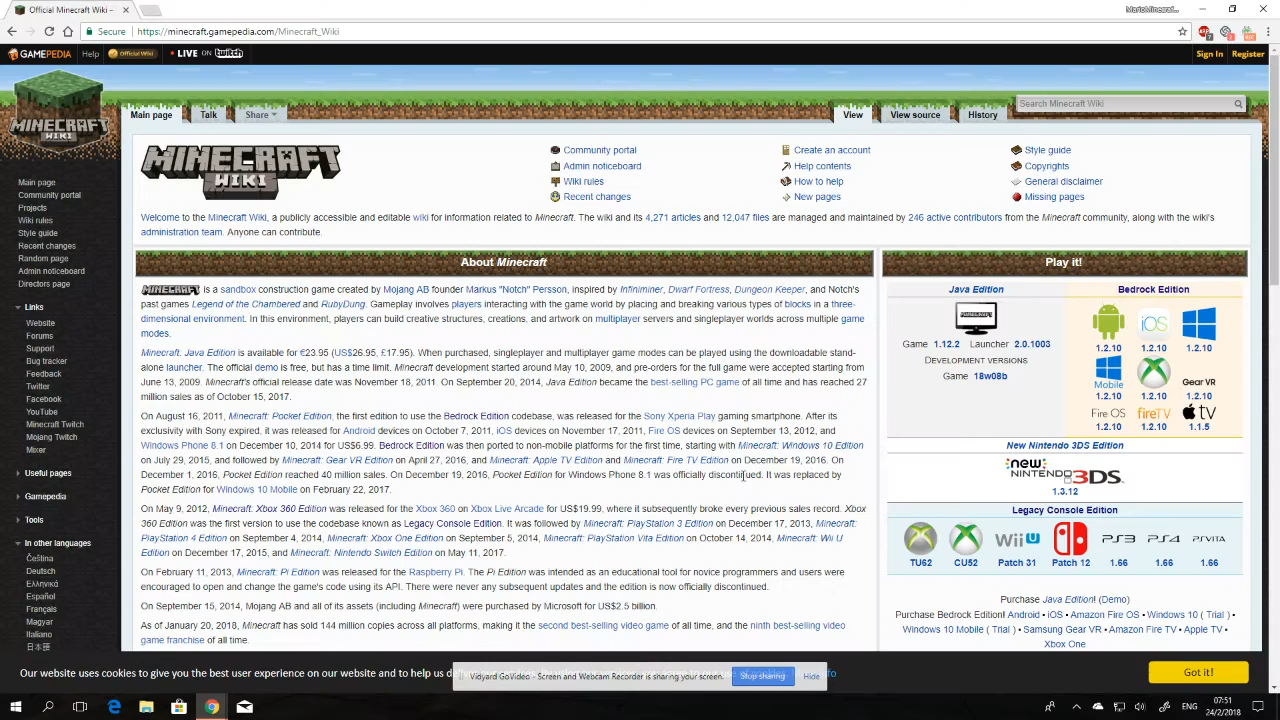 Official Minecraft Wiki –
MarioMinecraf...
Secure
https://minecraft.gamepedia.com/Minecraft_Wiki
GAMEPEDIA
Help
Official Wiki
LIVE ON twitch
Sign In
Register
MINECRAFT
WIKI
Main page
Talk
Share
View
View source
History
Search Minecraft Wiki
Main page
Community portal
Projects
Wiki rules
Style guide
Recent changes
Random page
Admin noticeboard
Directors page
Links
Website
Forums
Support
Bug tracker
Feedback
Twitter
Facebook
YouTube
Minecraft Twitch
Mojang Twitch
Mixer
Useful pages
Gamepedia
Tools
In other languages
Čeština
Deutsch
Ελληνικά
Español
Français
Magyar
Italiano
日本語
MINECRAFT
WIKI
Community portal
Admin noticeboard
Wiki rules
Recent changes
Create an account
Help contents
How to help
New pages
Style guide
Copyrights
General disclaimer
Missing pages
Welcome to the Minecraft Wiki, a publicly accessible and editable wiki for information related to Minecraft. The wiki and its 4,271 articles and 12,047 files are managed and maintained by 246 active contributors from the Minecraft community, along with the wiki's
administration team. Anyone can contribute.
About Minecraft
MINECRAFT is a sandbox construction game created by Mojang AB founder Markus "Notch" Persson, inspired by Infiniminer, Dwarf Fortress, Dungeon Keeper, and Notch's
past games Legend of the Chambered and RubyDung. Gameplay involves players interacting with the game world by placing and breaking various types of blocks in a three-
dimensional environment. In this environment, players can build creative structures, creations, and artwork on multiplayer servers and singleplayer worlds across multiple game
modes.
Minecraft: Java Edition is available for €23.95 (US$26.95, £17.95). When purchased, singleplayer and multiplayer game modes can be played using the downloadable stand-
alone launcher. The official demo is free, but has a time limit. Minecraft development started around May 10, 2009, and pre-orders for the full game were accepted starting from
June 13, 2009. Minecraft's official release date was November 18, 2011. On September 20, 2014, Java Edition became the best-selling PC game of all time and has reached 27
million sales as of October 15, 2017.
On August 16, 2011, Minecraft: Pocket Edition, the first edition to use the Bedrock Edition codebase, was released for the Sony Xperia Play gaming smartphone. After its
exclusivity with Sony expired, it was released for Android devices on October 7, 2011, iOS devices on November 17, 2011, Fire OS devices on September 13, 2012, and
Windows Phone 8.1 on December 10, 2014 for US$6.99. Bedrock Edition was then ported to non-mobile platforms for the first time, starting with Minecraft: Windows 10 Edition
on July 29, 2015, and followed by Minecraft: Gear VR Edition on April 27, 2016, and Minecraft: Apple TV Edition and Minecraft: Fire TV Edition on December 19, 2016. On
December 1, 2016, Pocket Edition reached 40 million sales. On December 19, 2016, Pocket Edition for Windows Phone 8.1 was officially discontinued. It was replaced by
Pocket Edition for Windows 10 Mobile on February 22, 2017.
On May 9, 2012, Minecraft: Xbox 360 Edition was released for the Xbox 360 on Xbox Live Arcade for US$19.99, where it subsequently broke every previous sales record. Xbox
360 Edition was the first version to use the codebase known as Legacy Console Edition. It was followed by Minecraft: PlayStation 3 Edition on December 17, 2013, Minecraft:
PlayStation 4 Edition on September 4, 2014, Minecraft: Xbox One Edition on September 5, 2014, Minecraft: PlayStation Vita Edition on October 14, 2014, Minecraft: Wii U
Edition on December 17, 2015, and Minecraft: Nintendo Switch Edition on May 11, 2017.
On February 11, 2013, Minecraft: Pi Edition was released for the Raspberry Pi. The Pi Edition was intended as an educational tool for novice programmers and users were
encouraged to open and change the game's code using its API. There were never any subsequent updates and the edition is now officially discontinued.
On September 15, 2014, Mojang AB and all of its assets (including Minecraft) were purchased by Microsoft for US$2.5 billion.
As of January 20, 2018, Minecraft has sold 144 million copies across all platforms, making it the second best-selling video game of all time, and the ninth best-selling video
game franchise of all time.
Play it!
Java Edition
Game 1.12.2 Launcher 2.0.1003
DEVELOPMENT VERSIONS
Game 18w08b
Bedrock Edition
iOS
1.2.10 1.2.10 1.2.10
Mobile Gear VR
1.2.10 1.2.10 1.2.10
Fire OS fireTV tv
1.2.10 1.2.10 1.1.5
New Nintendo 3DS Edition
new NINTENDO 3DS
1.3.12
Legacy Console Edition
WiiU PS3 PS4 PSVITA
TU62 CU52 Patch 31 Patch 12 1.66 1.66 1.66
Purchase Java Edition! (Demo)
Purchase Bedrock Edition! Android • iOS • Amazon Fire OS • Windows 10 ( Trial ) •
Windows 10 Mobile ( Trial ) • Samsung Gear VR • Amazon Fire TV • Apple TV •
Xbox One
Our website uses cookies to give you the best user experience on our website and to help us
Vidyard GoVideo - Screen and Webcam Recorder is sharing your screen.
Stop sharing
Hide
Got it!
ENG
07:51
24/2/2018